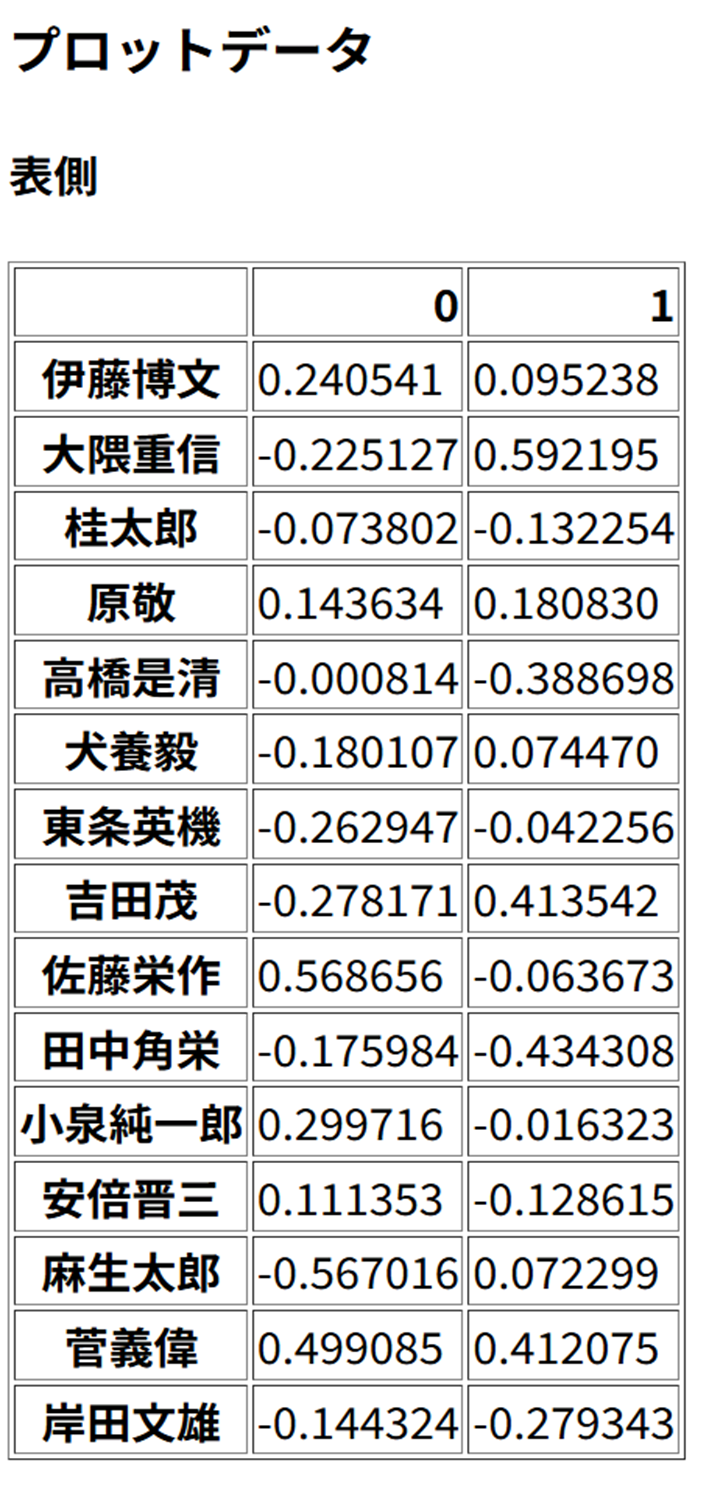 プロットデータ
表側
0 1
伊藤博文 0.240541 0.095238
大隈重信 -0.225127 0.592195
桂太郎 -0.073802 -0.132254
原敬 0.143634 0.180830
高橋是清 -0.000814 -0.388698
犬養毅 -0.180107 0.074470
東条英機 -0.262947 -0.042256
吉田茂 -0.278171 0.413542
佐藤栄作 0.568656 -0.063673
田中角栄 -0.175984 -0.434308
小泉純一郎 0.299716 -0.016323
安倍晋三 0.111353 -0.128615
麻生太郎 -0.567016 0.072299
菅義偉 0.499085 0.412075
岸田文雄 -0.144324 -0.279343